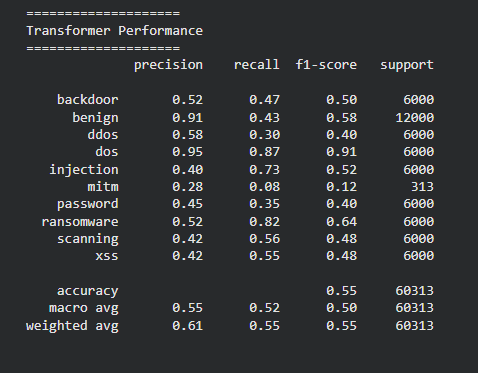 ====================
Transformer Performance
====================
precision recall f1-score support
backdoor 0.52 0.47 0.50 6000
benign 0.91 0.43 0.58 12000
ddos 0.58 0.30 0.40 6000
dos 0.95 0.87 0.91 6000
injection 0.40 0.73 0.52 6000
mitm 0.28 0.08 0.12 313
password 0.45 0.35 0.40 6000
ransomware 0.52 0.82 0.64 6000
scanning 0.42 0.56 0.48 6000
xss 0.42 0.55 0.48 6000
accuracy 0.55 60313
macro avg 0.55 0.52 0.50 60313
weighted avg 0.61 0.55 0.55 60313